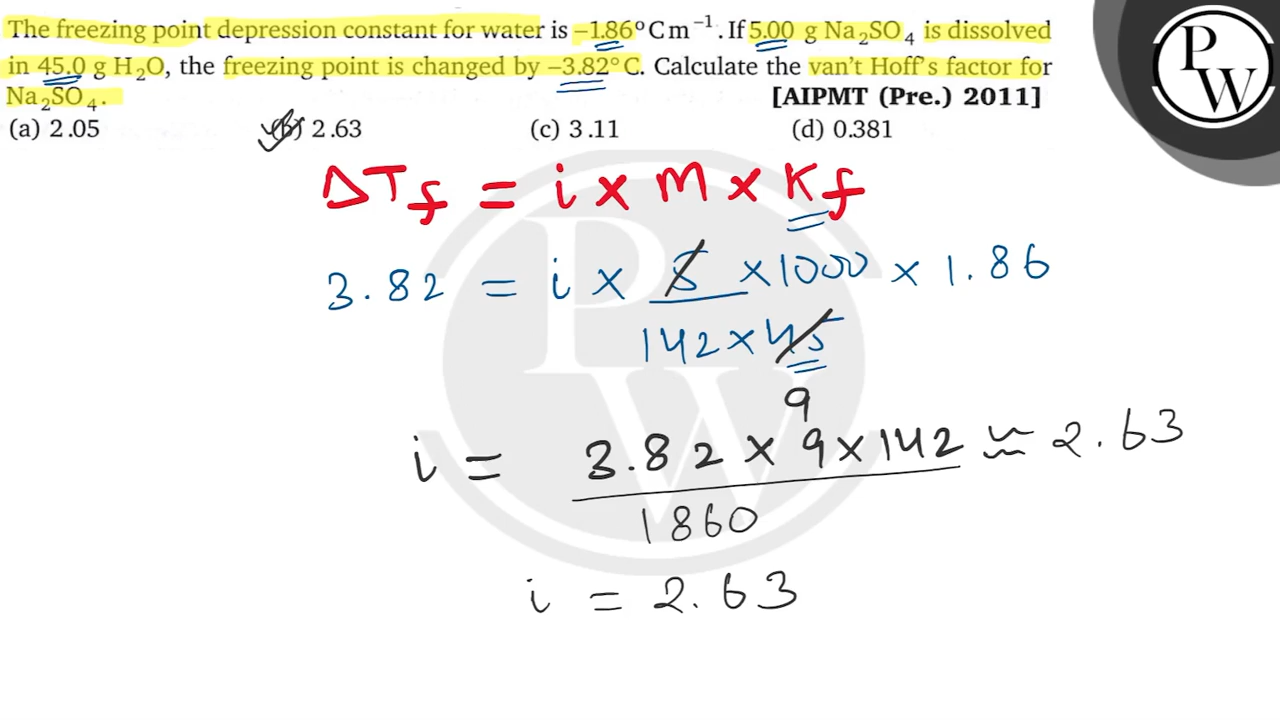 The freezing point depression constant for water is −1.86°C m⁻¹. If 5.00 g Na₂SO₄ is dissolved
in 45.0 g H₂O, the freezing point is changed by −3.82°C. Calculate the van't Hoff's factor for
Na₂SO₄. [AIPMT (Pre.) 2011]
(a) 2.05 (b) 2.63 (c) 3.11 (d) 0.381
ΔTf = i × m × Kf
3.82 = i × 5 × 1000 × 1.86
142 × 45
9
i = 3.82 × 9 × 142 ≈ 2.63
1860
i = 2.63
PW
PW